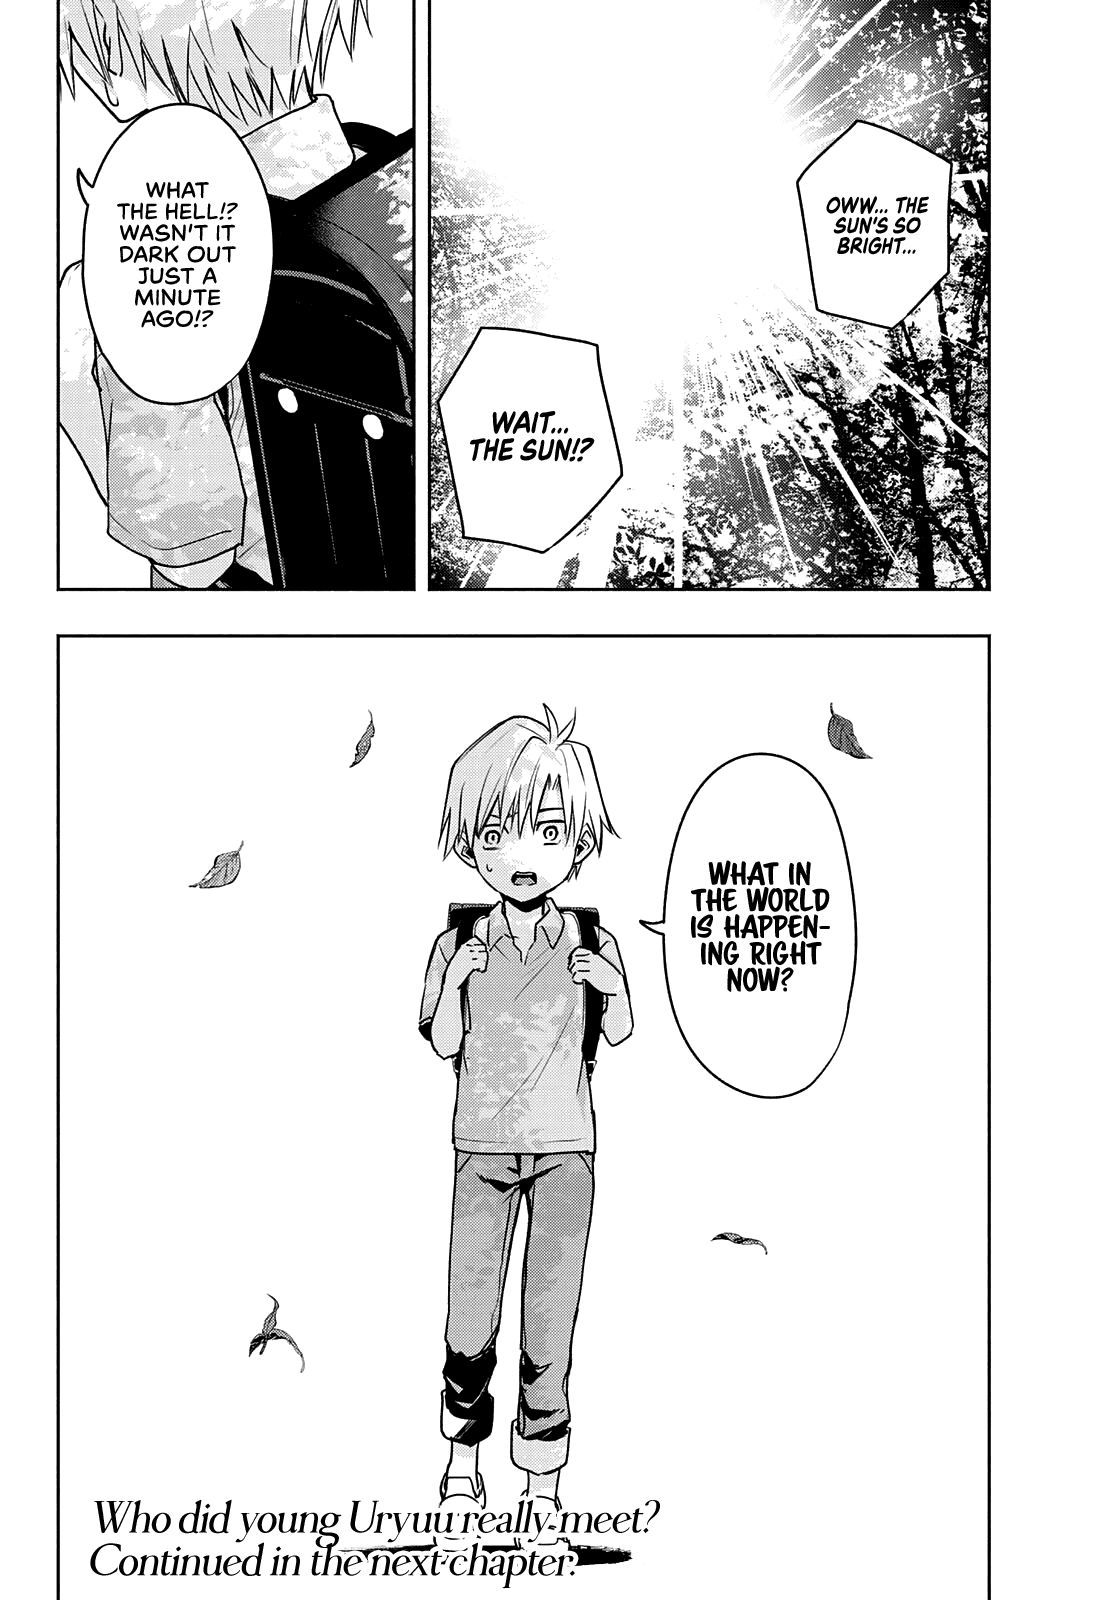 OWW... THE
SUN'S SO
BRIGHT...
WAIT...
THE SUN!?
WHAT
THE HELL!?
WASN'T IT
DARK OUT
JUST A
MINUTE
AGO!?
WHAT IN
THE WORLD
IS HAPPEN-
ING RIGHT
NOW?
Who did young Uryuu really meet?
Continued in the next chapter.